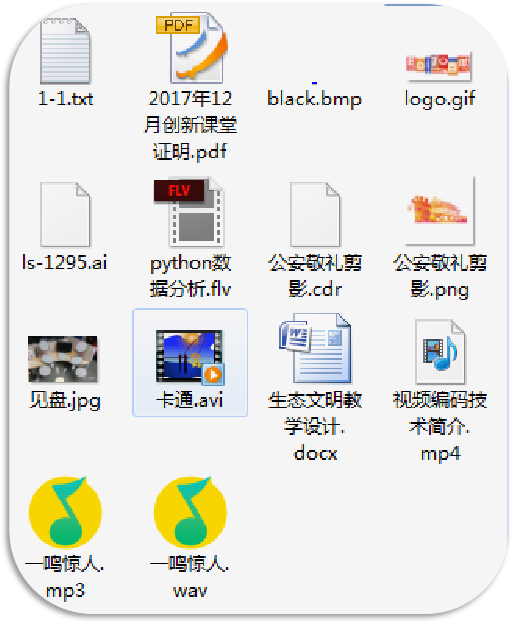 PDF
1-1.txt
2017年12
月创新课堂
证明.pdf
black.bmp
logo.gif
FLV
ls-1295.ai
python数
据分析.flv
公安敬礼剪
影.cdr
公安敬礼剪
影.png
W
见盘.jpg
卡通.avi
生态文明教
学设计.
docx
视频编码技
术简介.
mp4
一鸣惊人.
mp3
一鸣惊人.
wav